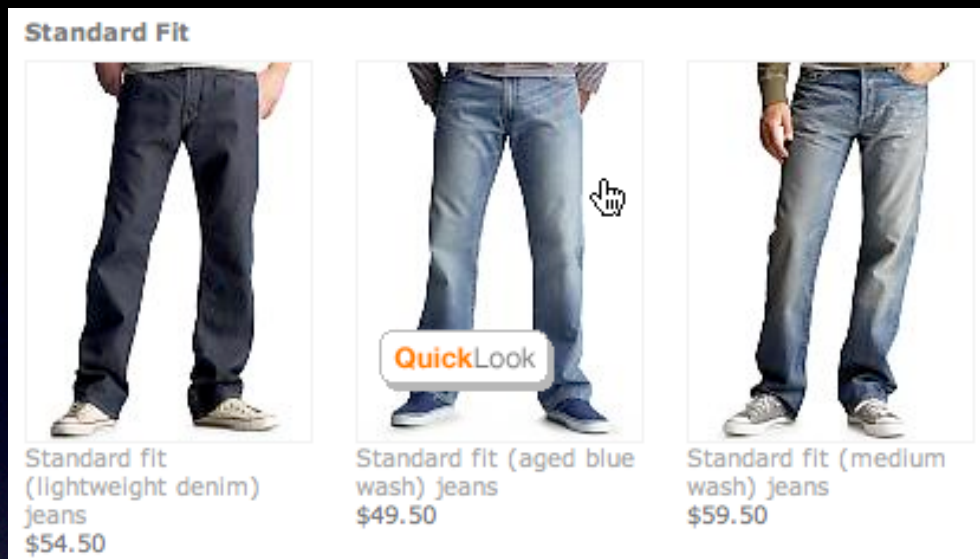 Standard Fit
QuickLook
Standard fit
(lightweight denim)
jeans
$54.50
Standard fit (aged blue
wash) jeans
$49.50
Standard fit (medium
wash) jeans
$59.50